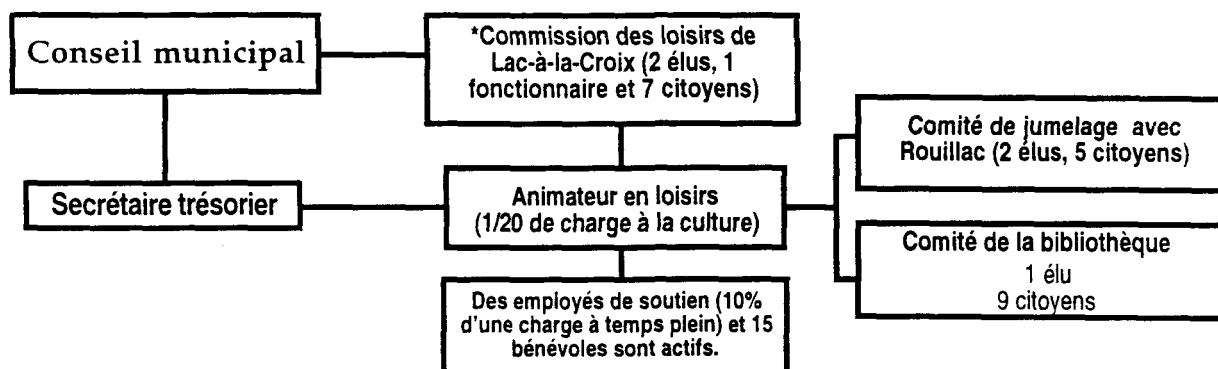 Conseil municipal
*Commission des loisirs de
Lac-à-la-Croix (2 élus, 1
fonctionnaire et 7 citoyens)
Comité de jumelage avec
Rouillac (2 élus, 5 citoyens)
Secrétaire trésorier
Animateur en loisirs
(1/20 de charge à la culture)
Comité de la bibliothèque
1 élu
9 citoyens
Des employés de soutien (10%
d'une charge à temps plein) et 15
bénévoles sont actifs.